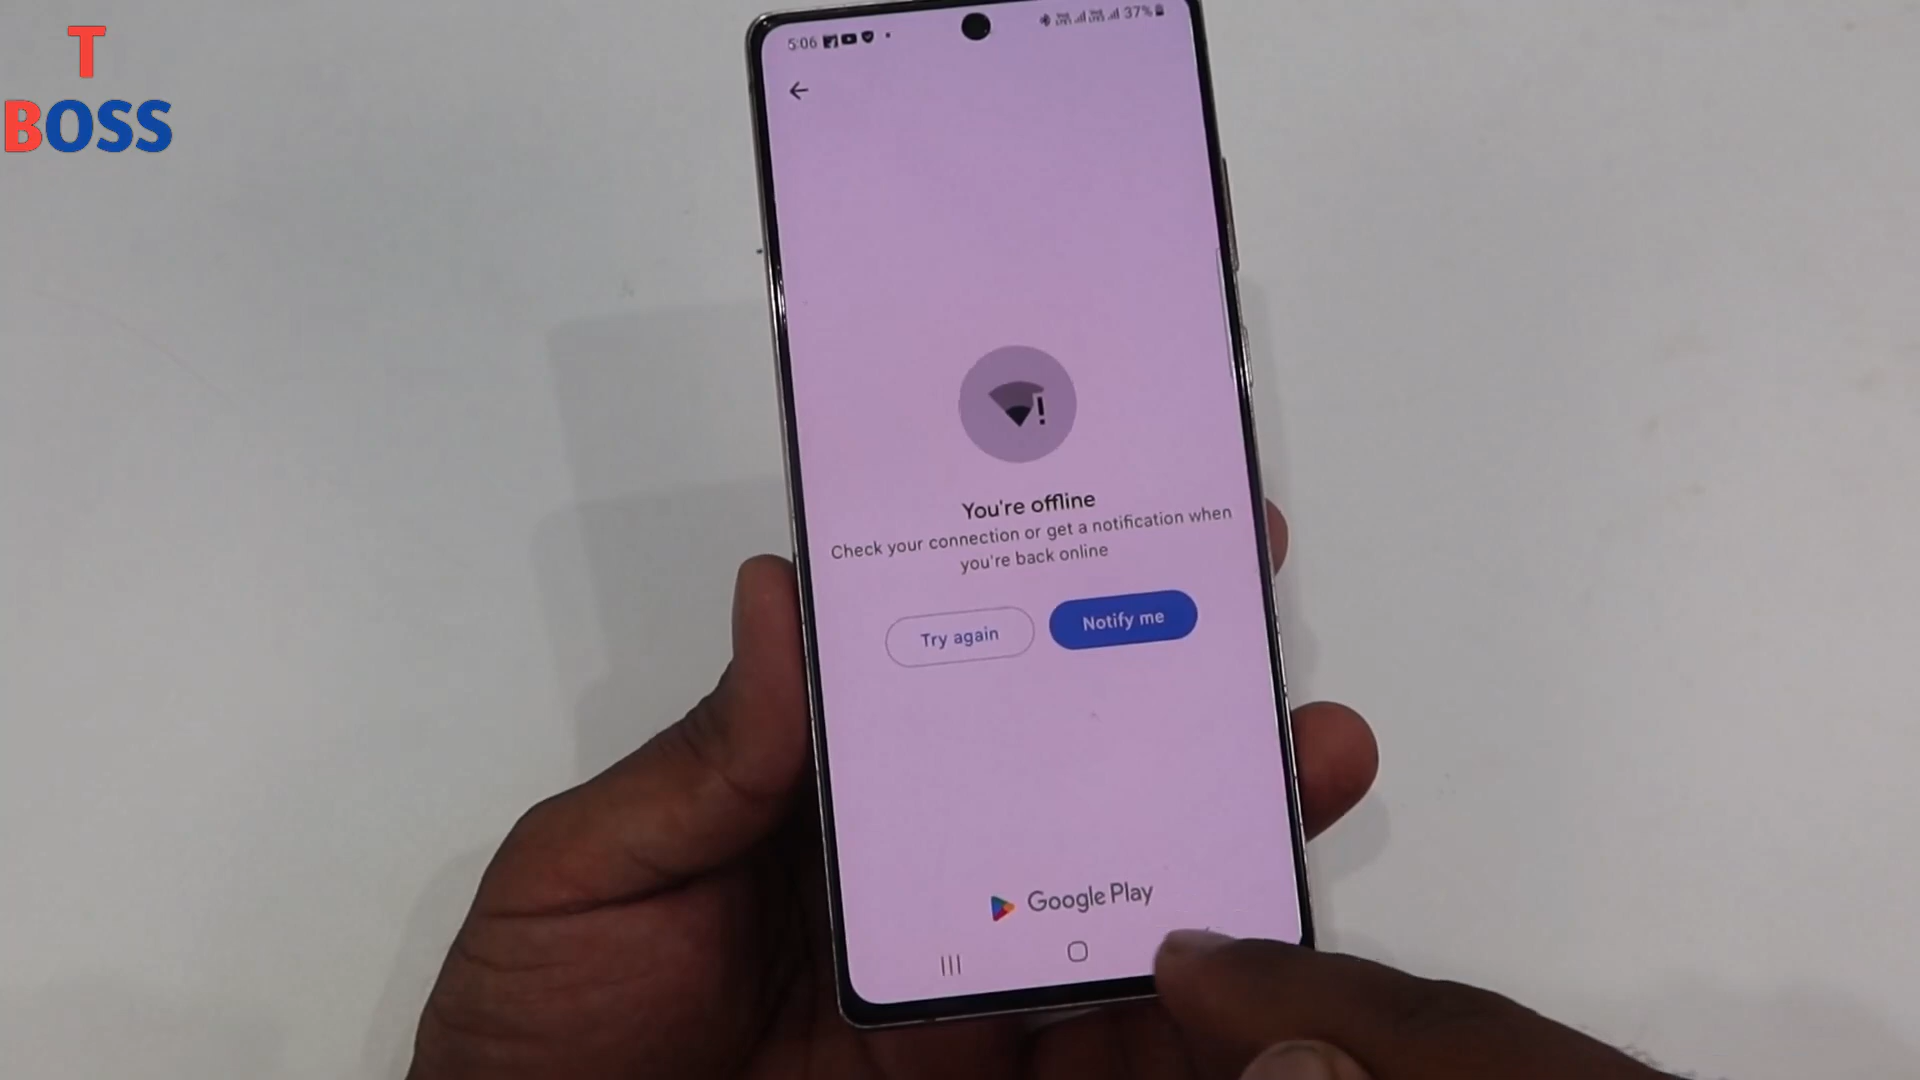 T
BOSS
5:06
37%
You're offline
Check your connection or get a notification when
you're back online
Try again
Notify me
Google Play